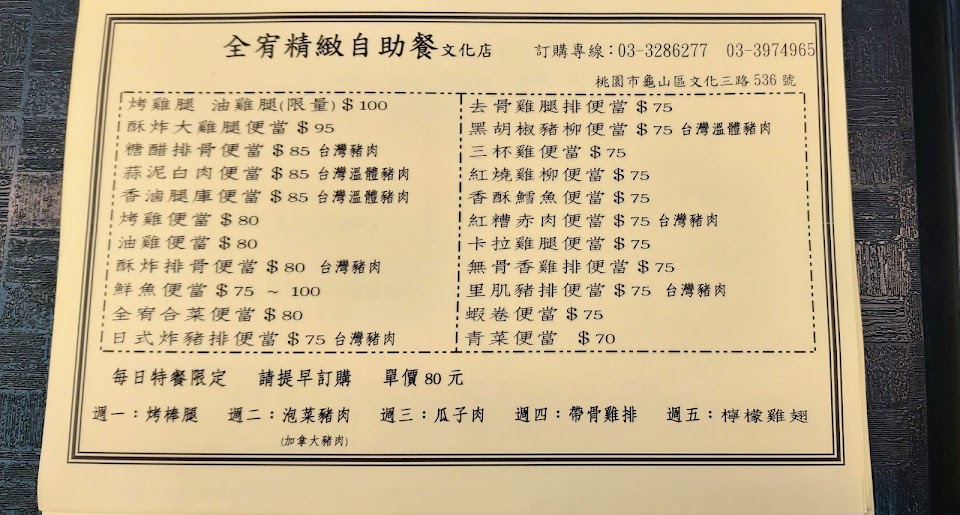 全宥精緻自助餐文化店 訂購專線：03-3286277 03-3974965
桃園市龜山區文化三路536號
烤雞腿 油雞腿(限量)$100
酥炸大雞腿便當 $95
糖醋排骨便當 $85 台灣豬肉
蒜泥白肉便當 $85 台灣溫體豬肉
香滷腿庫便當 $85 台灣溫體豬肉
烤雞便當 $80
油雞便當 $80
酥炸排骨便當 $80 台灣豬肉
鮮魚便當 $75 ~ 100
全宥合菜便當 $80
日式炸豬排便當 $75 台灣豬肉
去骨雞腿排便當 $75
黑胡椒豬柳便當 $75 台灣溫體豬肉
三杯雞便當 $75
紅燒雞柳便當 $75
香酥鱈魚便當 $75
紅糟赤肉便當 $75 台灣豬肉
卡拉雞腿便當 $75
無骨香雞排便當 $75
里肌豬排便當 $75 台灣豬肉
蝦卷便當 $75
青菜便當 $70
每日特餐限定 請提早訂購 單價80元
週一：烤棒腿 週二：泡菜豬肉 週三：瓜子肉 週四：帶骨雞排 週五：檸檬雞翅
(加拿大豬肉)